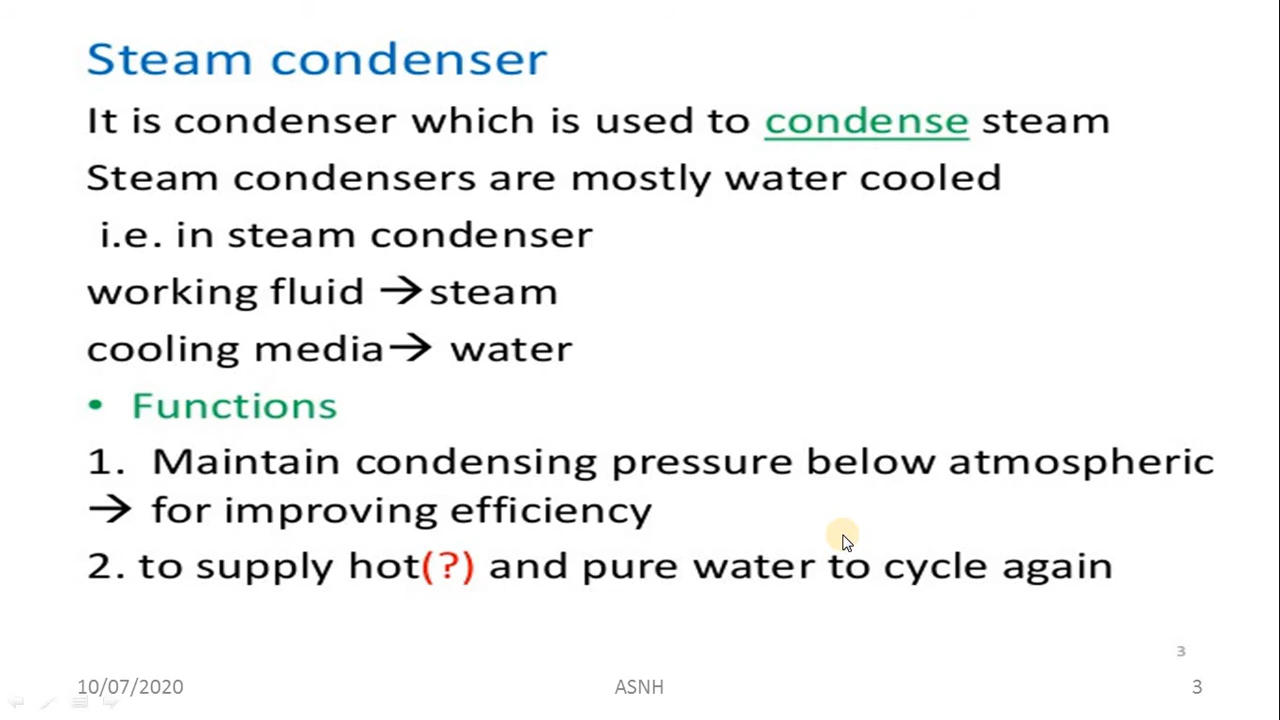 Steam condenser
It is condenser which is used to condense steam
Steam condensers are mostly water cooled
i.e. in steam condenser
working fluid →steam
cooling media→ water
• Functions
1. Maintain condensing pressure below atmospheric
→ for improving efficiency
2. to supply hot(?) and pure water to cycle again
3
10/07/2020 ASNH 3